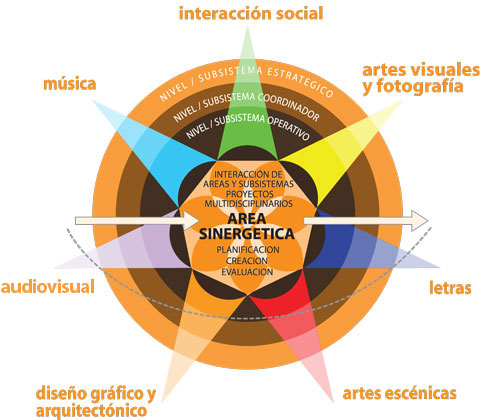 interacción social
música
artes visuales
y fotografía
NIVEL / SUBSISTEMA ESTRATEGICO
NIVEL / SUBSISTEMA COORDINADOR
NIVEL / SUBSISTEMA OPERATIVO
INTERACCIÓN DE
AREAS Y SUBSISTEMAS
PROYECTOS
MULTIDISCIPLINARIOS
AREA
SINERGETICA
PLANIFICACION
CREACION
EVALUACION
audiovisual
letras
diseño gráfico y
arquitectónico
artes escénicas